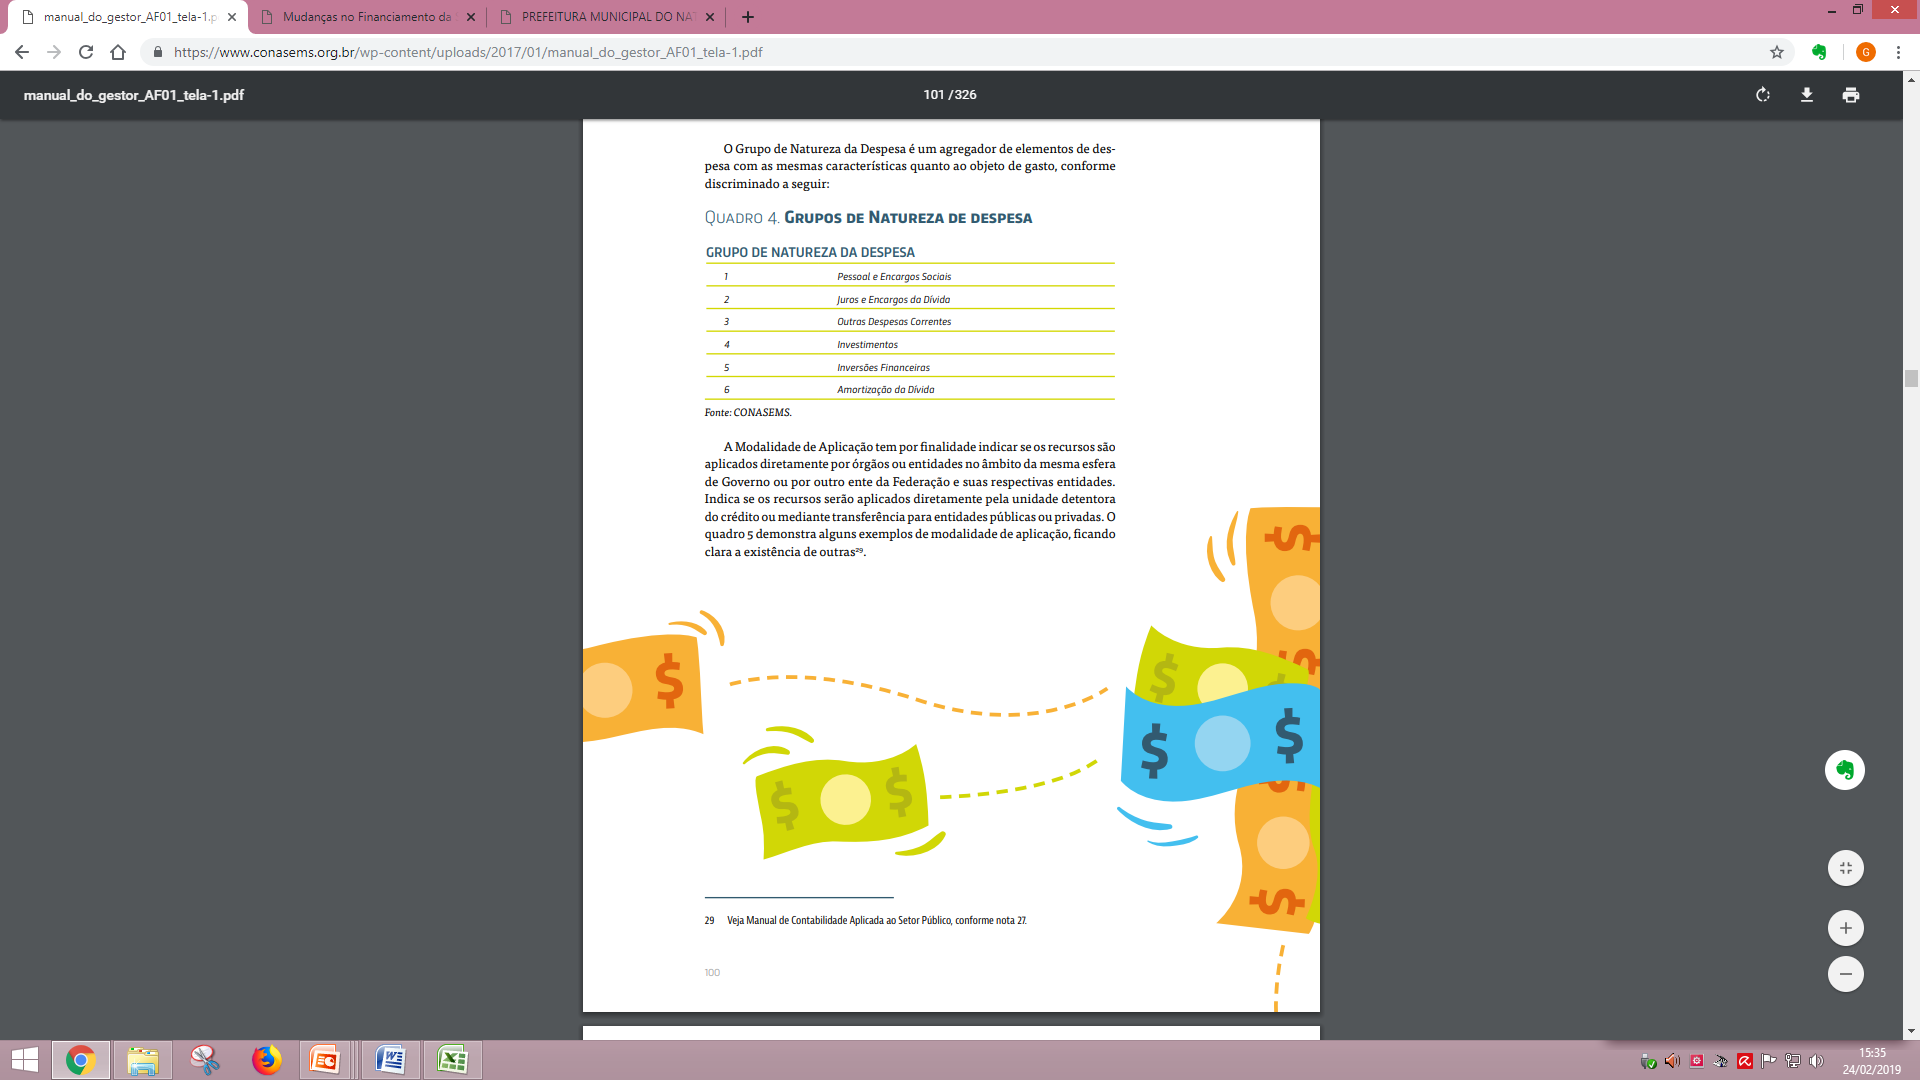 manual_do_gestor_AF01_tela-1.p
Mudanças no Financiamento da
PREFEITURA MUNICIPAL DO NAT
https://www.conasems.org.br/wp-content/uploads/2017/01/manual_do_gestor_AF01_tela-1.pdf
G
manual_do_gestor_AF01_tela-1.pdf
101 / 326
O Grupo de Natureza da Despesa é um agregador de elementos de des-
pesa com as mesmas características quanto ao objeto de gasto, conforme
discriminado a seguir:
Quadro 4. Grupos de Natureza de despesa
GRUPO DE NATUREZA DA DESPESA
1 Pessoal e Encargos Sociais
2 Juros e Encargos da Dívida
3 Outras Despesas Correntes
4 Investimentos
5 Inversões Financeiras
6 Amortização da Dívida
Fonte: CONASEMS.
A Modalidade de Aplicação tem por finalidade indicar se os recursos são
aplicados diretamente por órgãos ou entidades no âmbito da mesma esfera
de Governo ou por outro ente da Federação e suas respectivas entidades.
Indica se os recursos serão aplicados diretamente pela unidade detentora
do crédito ou mediante transferência para entidades públicas ou privadas. O
quadro 5 demonstra alguns exemplos de modalidade de aplicação, ficando
clara a existência de outras²⁹.
$
$ $
$ $
$ $
$
$
$
$
29 Veja Manual de Contabilidade Aplicada ao Setor Público, conforme nota 27.
100
15:35
24/02/2019